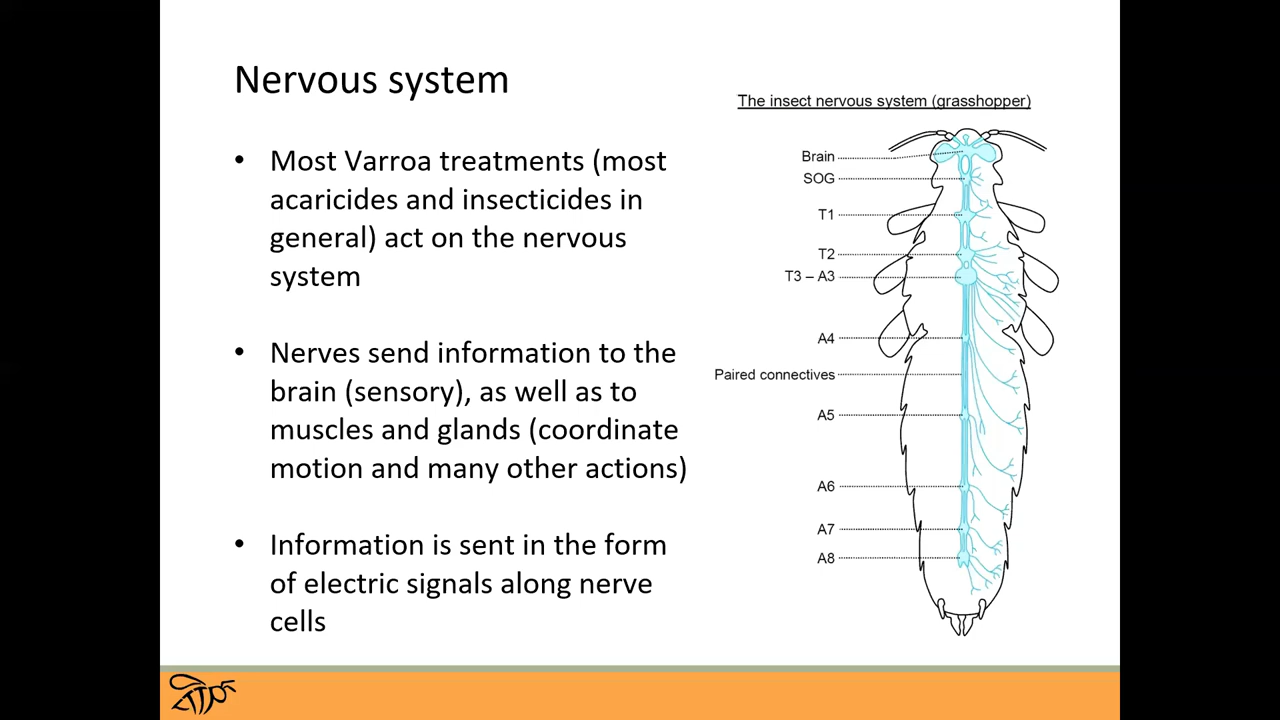 Nervous system
• Most Varroa treatments (most
acaricides and insecticides in
general) act on the nervous
system
• Nerves send information to the
brain (sensory), as well as to
muscles and glands (coordinate
motion and many other actions)
• Information is sent in the form
of electric signals along nerve
cells
The insect nervous system (grasshopper)
Brain
SOG
T1
T2
T3 – A3
A4
Paired connectives
A5
A6
A7
A8